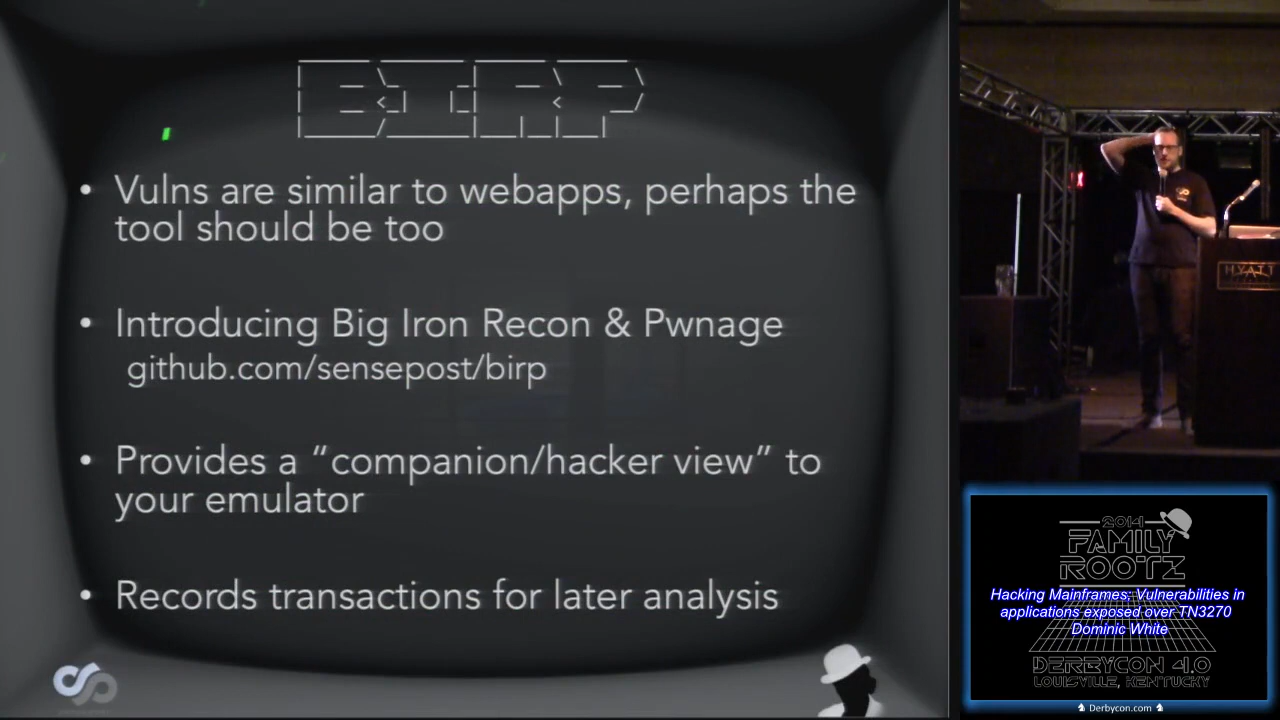 BIRP
• Vulns are similar to webapps, perhaps the
tool should be too
• Introducing Big Iron Recon & Pwnage
github.com/sensepost/birp
• Provides a “companion/hacker view” to
your emulator
• Records transactions for later analysis
HYATT
2014
FAMILY
ROOTZ
Hacking Mainframes; Vulnerabilities in
applications exposed over TN3270
Dominic White
DERBYCON 4.0
LOUISVILLE, KENTUCKY
Derbycon.com